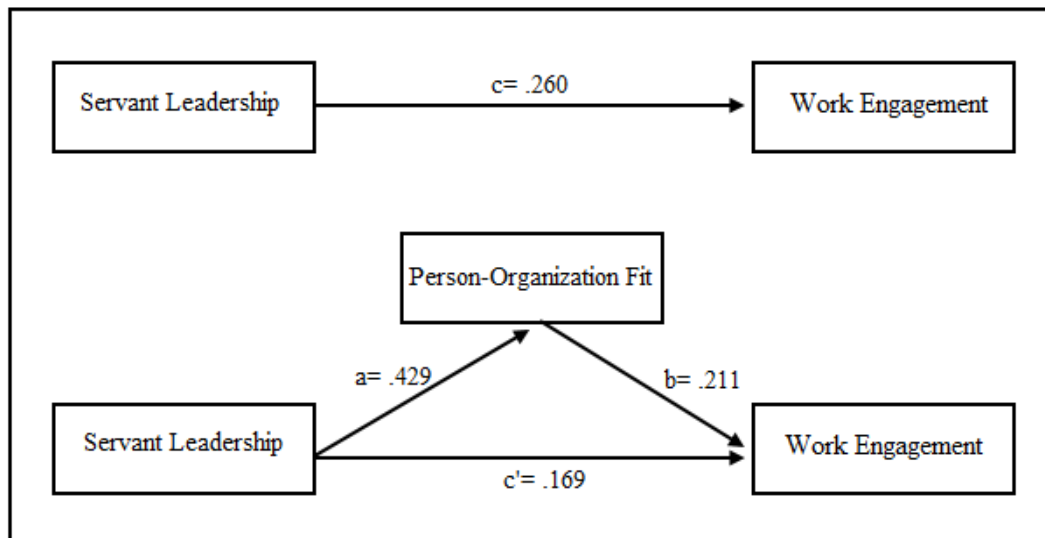 c= .260
Servant Leadership
Work Engagement
Person-Organization Fit
a= .429
b= .211
Servant Leadership
Work Engagement
c'= .169